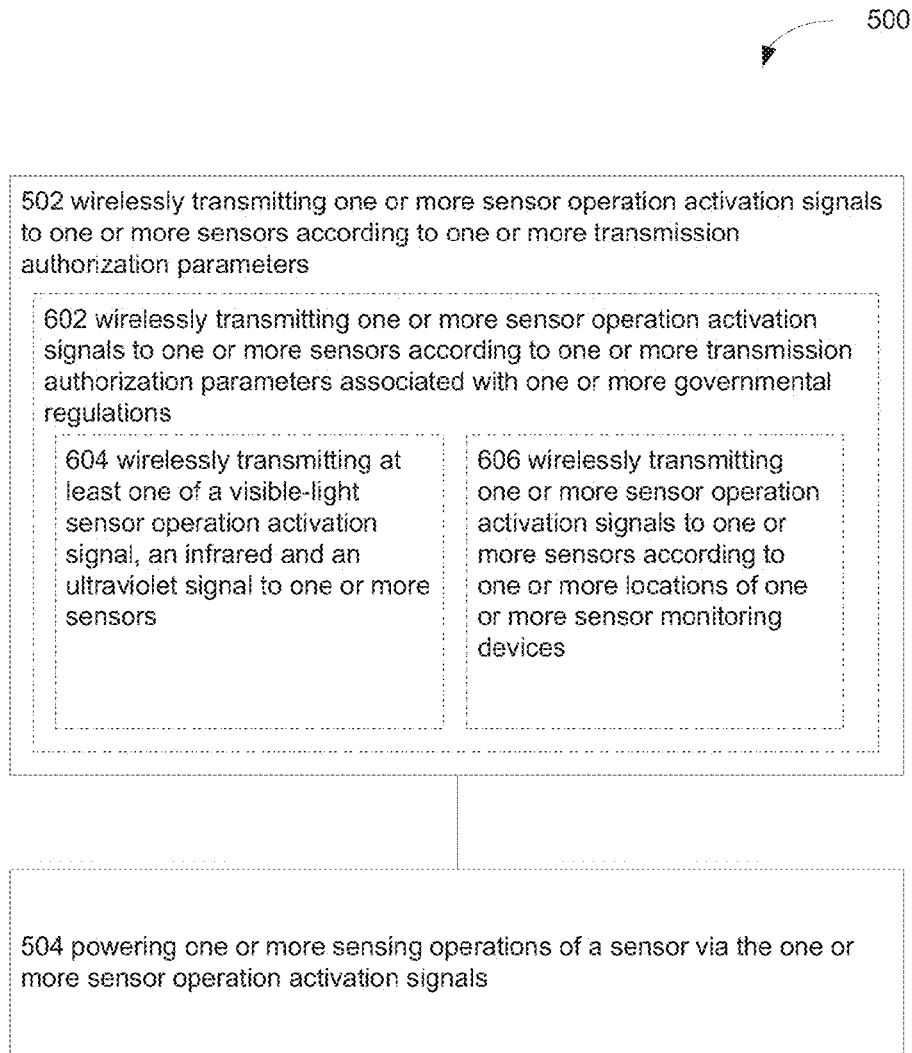 500
502 wirelessly transmitting one or more sensor operation activation signals
to one or more sensors according to one or more transmission
authorization parameters
602 wirelessly transmitting one or more sensor operation activation
signals to one or more sensors according to one or more transmission
authorization parameters associated with one or more governmental
regulations
604 wirelessly transmitting at
least one of a visible-light
sensor operation activation
signal, an infrared and an
ultraviolet signal to one or more
sensors
606 wirelessly transmitting
one or more sensor operation
activation signals to one or
more sensors according to
one or more locations of one
or more sensor monitoring
devices
504 powering one or more sensing operations of a sensor via the one or
more sensor operation activation signals